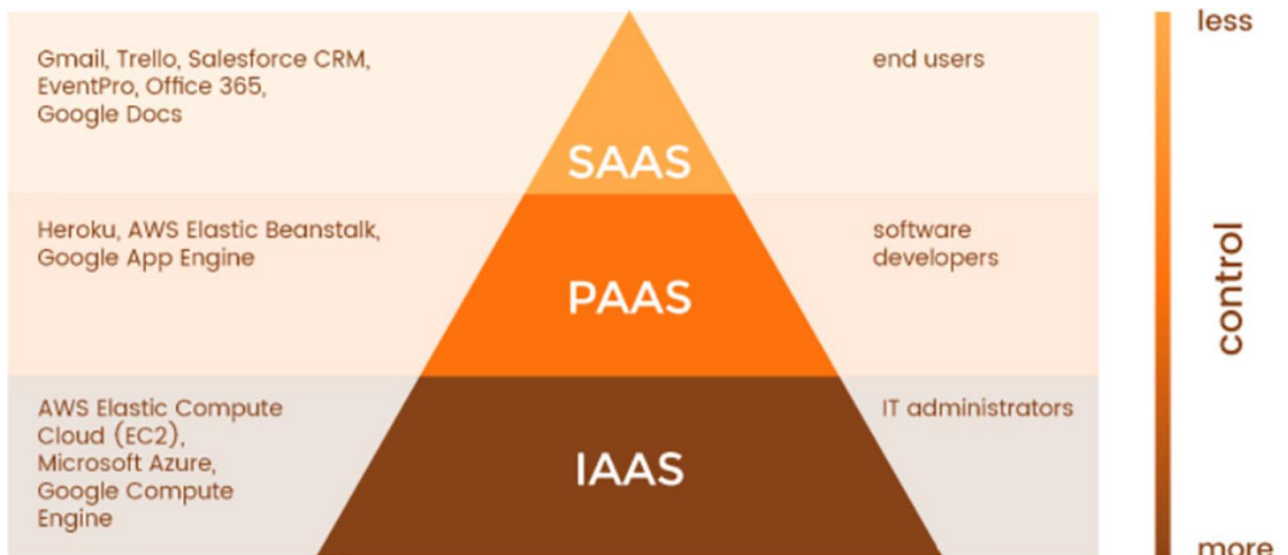 Gmail, Trello, Salesforce CRM,
EventPro, Office 365,
Google Docs
SAAS
end users
Heroku, AWS Elastic Beanstalk,
Google App Engine
PAAS
software
developers
AWS Elastic Compute
Cloud (EC2),
Microsoft Azure,
Google Compute
Engine
IAAS
IT administrators
less
control
more